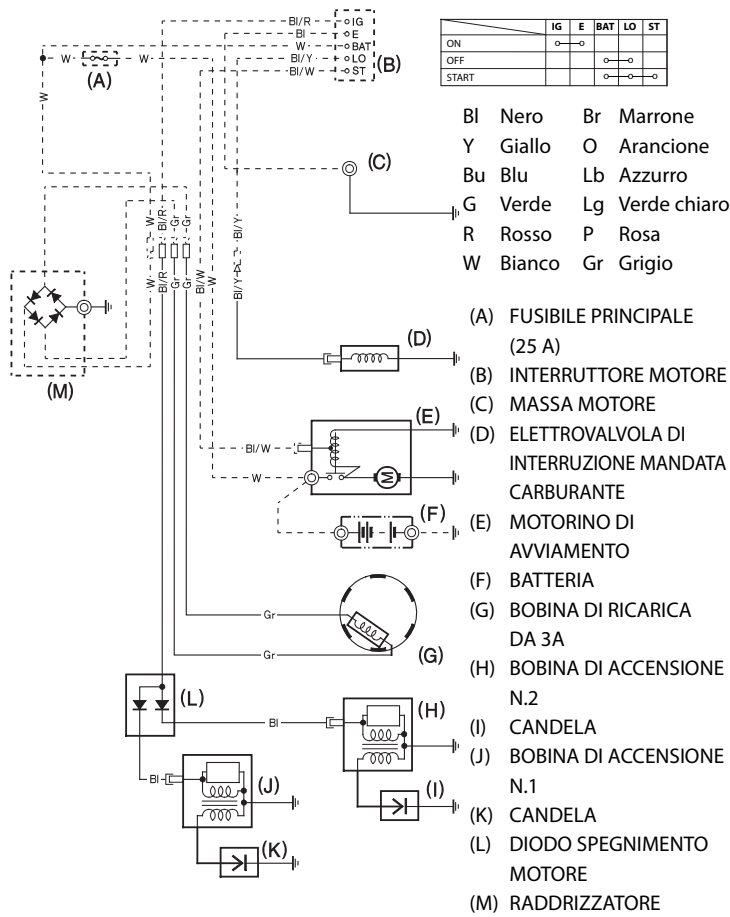 Bl/R
IG
Bl
E
W
BAT
Bl/Y
LO
Bl/W
ST
(B)
W
(A)
W
IG E BAT LO ST
ON
OFF
START
Bl Nero Br Marrone
Y Giallo O Arancione
Bu Blu Lb Azzurro
G Verde Lg Verde chiaro
R Rosso P Rosa
W Bianco Gr Grigio
W
(C)
W
Bl/R
Gr
Gr
Bl/Y
W
Bl/R
Gr
Gr
Bl/W
W
Bl/Y
(M)
(D)
(E)
Bl/W
W
M
(F)
Gr
Gr
(G)
(L)
Bl
(H)
Bl
(J)
(I)
(K)
(A) FUSIBILE PRINCIPALE
(25 A)
(B) INTERRUTTORE MOTORE
(C) MASSA MOTORE
(D) ELETTROVALVOLA DI
INTERRUZIONE MANDATA
CARBURANTE
(E) MOTORINO DI
AVVIAMENTO
(F) BATTERIA
(G) BOBINA DI RICARICA
DA 3A
(H) BOBINA DI ACCENSIONE
N.2
(I) CANDELA
(J) BOBINA DI ACCENSIONE
N.1
(K) CANDELA
(L) DIODO SPEGNIMENTO
MOTORE
(M) RADDRIZZATORE